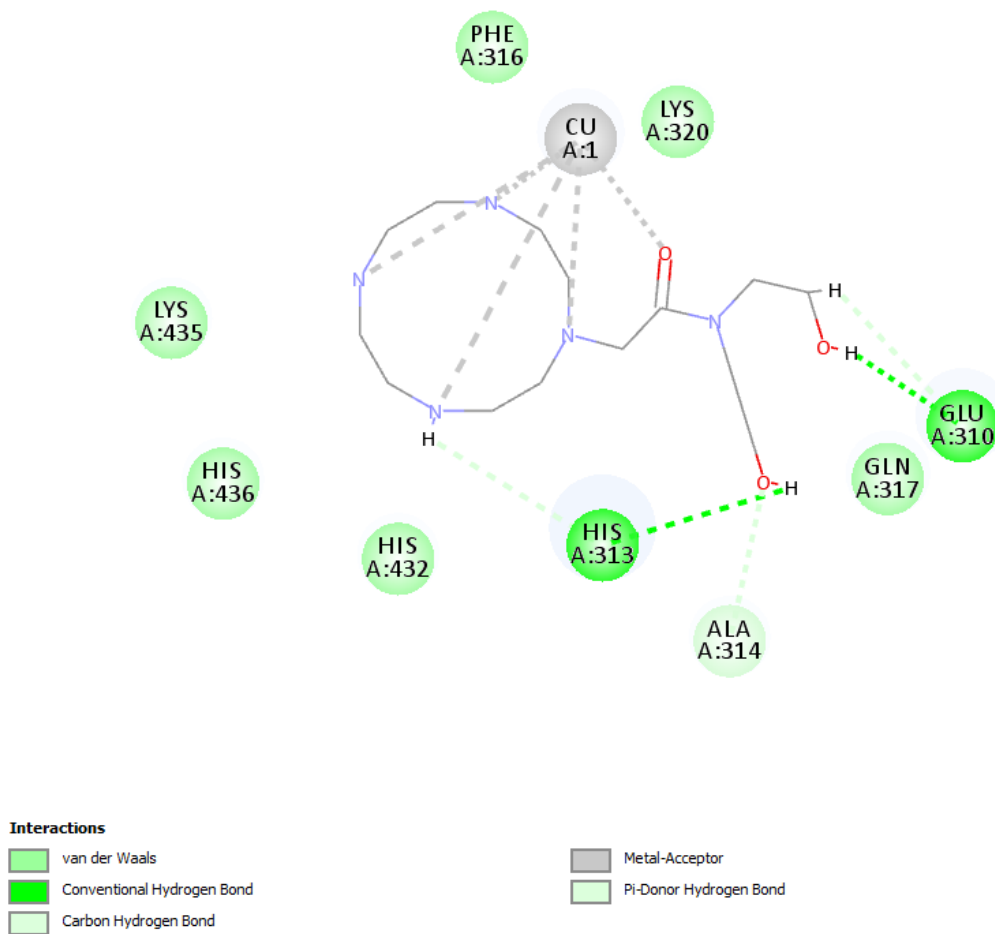 PHE
A:316
CU
A:1
LYS
A:320
N
O
N
H
LYS
A:435
N
N
O
H
N
H
GLU
A:310
HIS
A:436
GLN
A:317
O
H
HIS
A:432
HIS
A:313
ALA
A:314
Interactions
van der Waals
Conventional Hydrogen Bond
Carbon Hydrogen Bond
Metal-Acceptor
Pi-Donor Hydrogen Bond